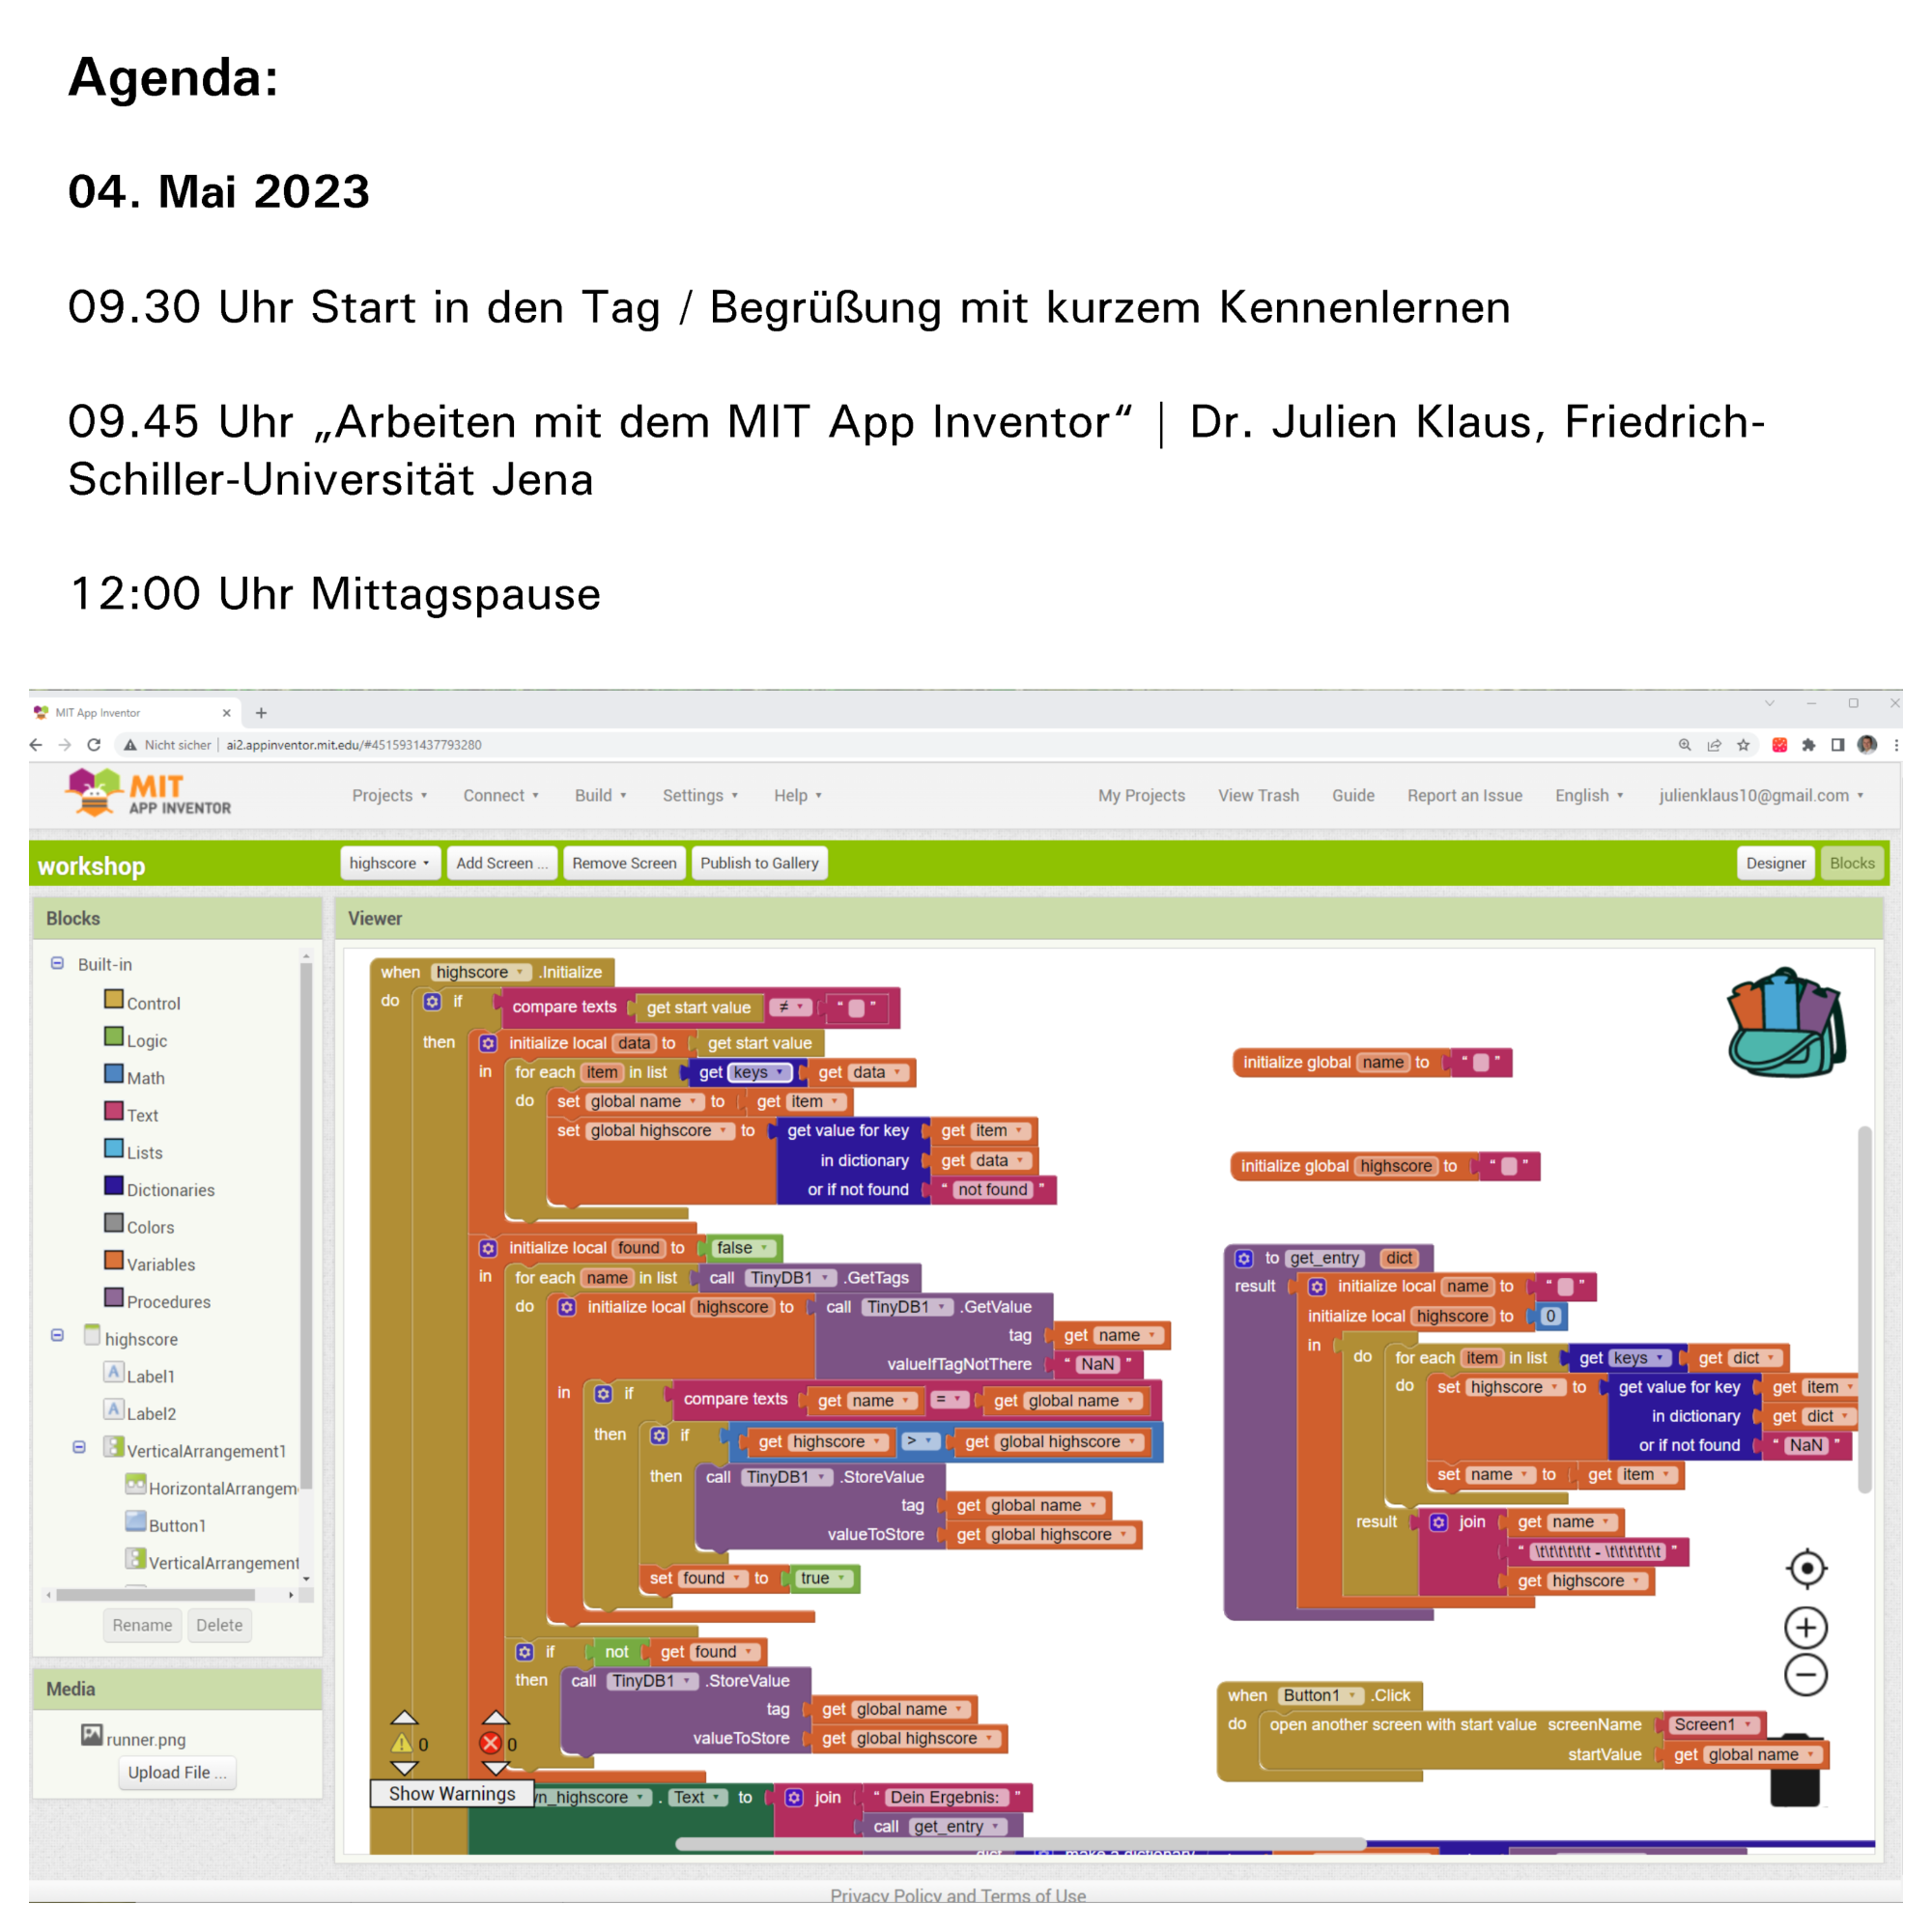 Agenda:
04. Mai 2023
09.30 Uhr Start in den Tag / Begrüßung mit kurzem Kennenlernen
09.45 Uhr „Arbeiten mit dem MIT App Inventor“ | Dr. Julien Klaus, Friedrich-
Schiller-Universität Jena
12:00 Uhr Mittagspause
MIT App Inventor
Nicht sicher | ai2.appinventor.mit.edu/#4515931437793280
MIT
APP INVENTOR
Projects Connect Build Settings Help My Projects View Trash Guide Report an Issue English julienklaus10@gmail.com
workshop highscore Add Screen ... Remove Screen Publish to Gallery Designer Blocks
Blocks
Built-in
Control
Logic
Math
Text
Lists
Dictionaries
Colors
Variables
Procedures
highscore
Label1
Label2
VerticalArrangement1
HorizontalArrangem
Button1
VerticalArrangement
Rename Delete
Media
runner.png
Upload File ...
Viewer
when highscore .Initialize
do if compare texts get start value ≠ " "
then initialize local data to get start value
in for each item in list get keys get data
do set global name to get item
set global highscore to get value for key get item
in dictionary get data
or if not found " not found "
initialize local found to false
in for each name in list call TinyDB1 .GetTags
do initialize local highscore to call TinyDB1 .GetValue
tag get name
valueIfTagNotThere " NaN "
in if compare texts get name = get global name
then if get highscore > get global highscore
then call TinyDB1 .StoreValue
tag get global name
valueToStore get global highscore
set found to true
if not get found
then call TinyDB1 .StoreValue
tag get global name
valueToStore get global highscore
0 0
Show Warnings
vn_highscore . Text to join " Dein Ergebnis: "
call get_entry
dict make a dictionary
initialize global name to " "
initialize global highscore to " "
to get_entry dict
result initialize local name to " "
initialize local highscore to 0
in do for each item in list get keys get dict
do set highscore to get value for key get item
in dictionary get dict
or if not found " NaN "
set name to get item
result join get name
" \t\t\t\t\t\t - \t\t\t\t\t\t "
get highscore
when Button1 .Click
do open another screen with start value screenName Screen1
startValue get global name
Privacy Policy and Terms of Use